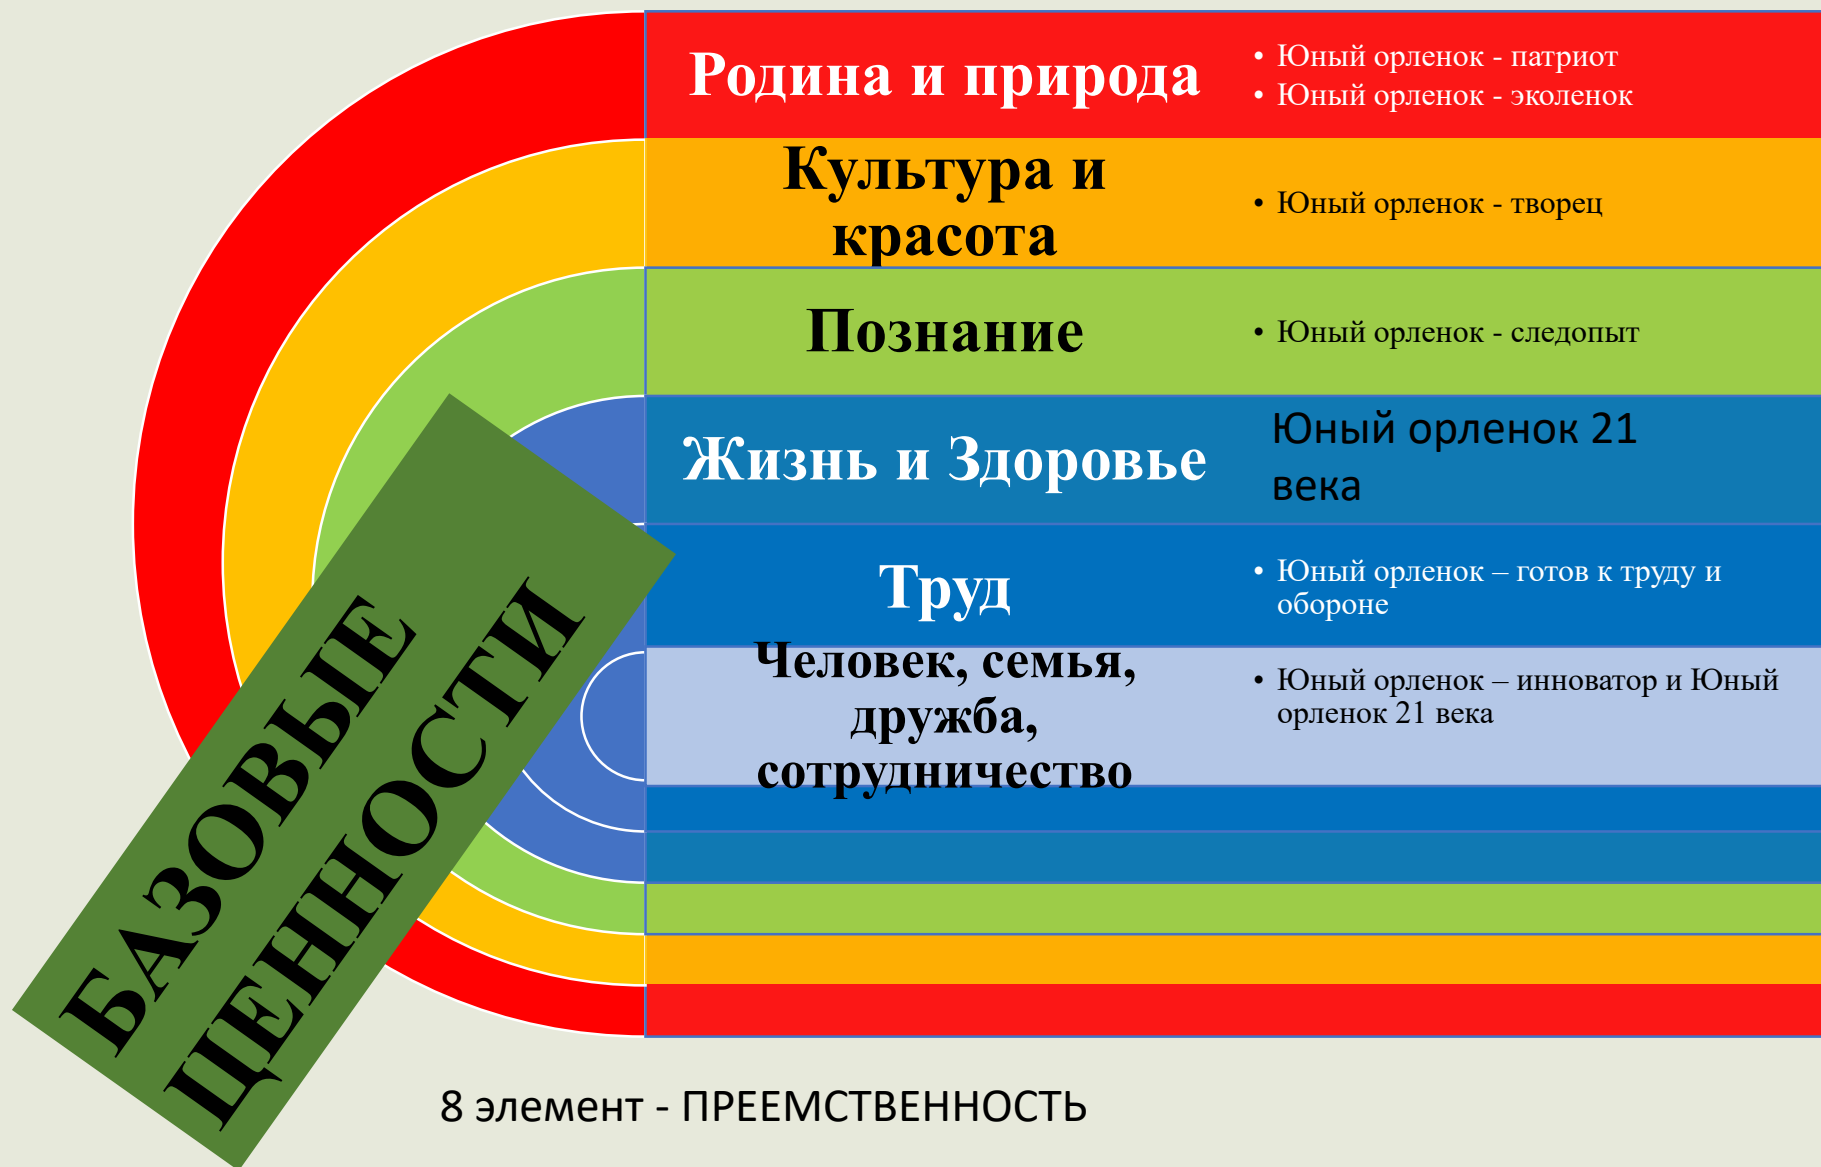 Родина и природа
• Юный орленок - патриот
• Юный орленок - эколенок
Культура и
красота
• Юный орленок - творец
Познание
• Юный орленок - следопыт
Жизнь и Здоровье
Юный орленок 21
века
Труд
• Юный орленок – готов к труду и
обороне
Человек, семья,
дружба,
сотрудничество
• Юный орленок – инноватор и Юный
орленок 21 века
БАЗОВЫЕ
ЦЕННОСТИ
8 элемент - ПРЕЕМСТВЕННОСТЬ